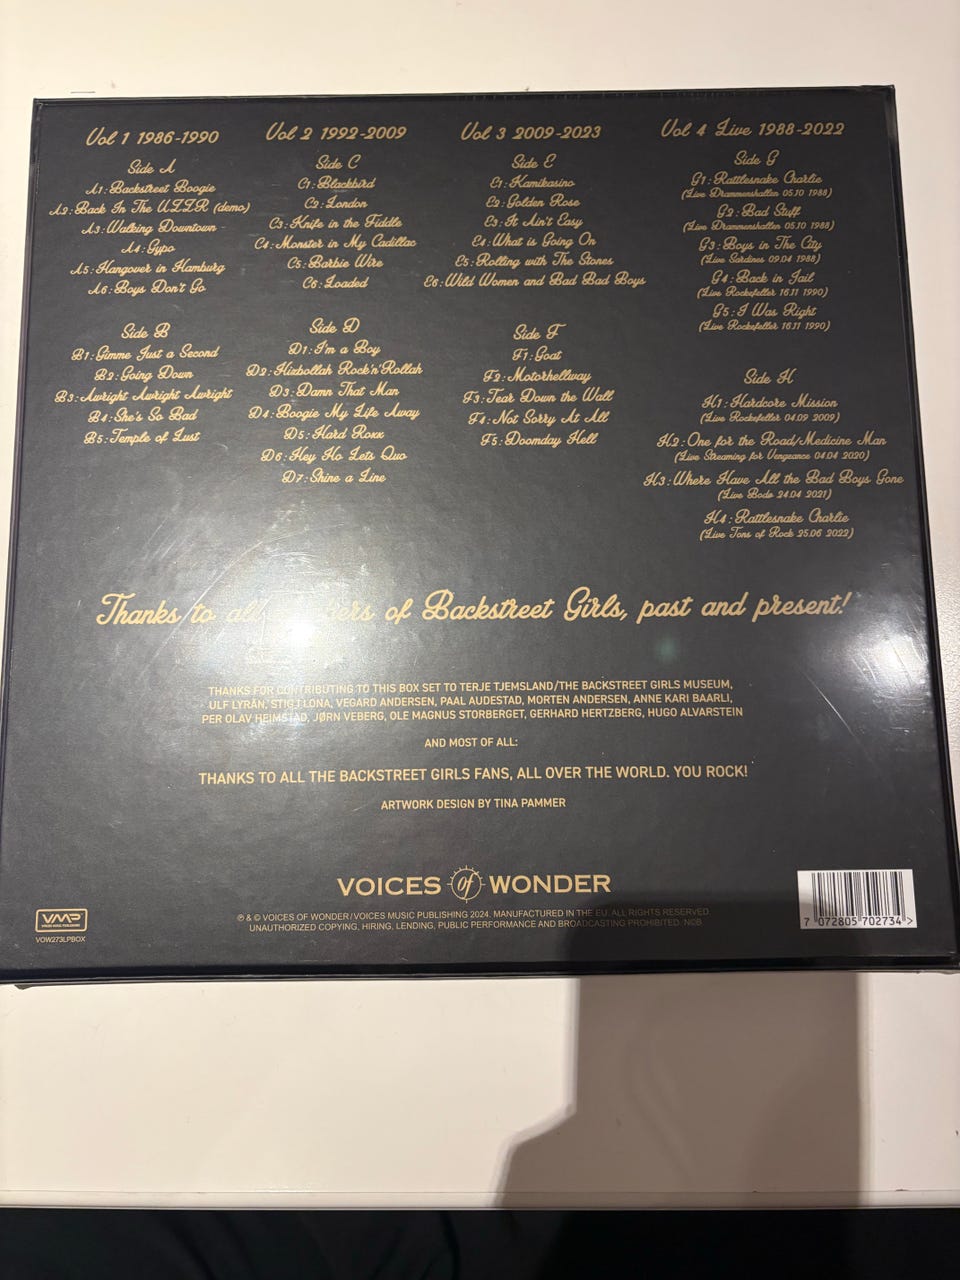 Vol 1 1986-1990
Side A
A1:Backstreet Boogie
A2:Back In The USSR (demo)
A3:Walking Downtown
A4:Gypo
A5:Hangover in Hamburg
A6:Boys Don't Go
Side B
B1:Gimme Just a Second
B2:Going Down
B3:Awright Awright Awright
B4:She's So Bad
B5:Temple of Lust
Vol 2 1992-2009
Side C
C1:Blackbird
C2:London
C3:Knife in the Fiddle
C4:Monster in My Cadillac
C5:Barbie Wire
C6:Loaded
Side D
D1:I'm a Boy
D2:Hizbollah Rock'n'Rollah
D3:Damn That Man
D4:Boogie My Life Away
D5:Hard Roxx
D6:Hey Ho Lets Quo
D7:Shine a Line
Vol 3 2009-2023
Side E
E1:Kamikasino
E2:Golden Rose
E3:It Ain't Easy
E4:What is Going On
E5:Rolling with The Stones
E6:Wild Women and Bad Bad Boys
Side F
F1:Goat
F2:Motorhellway
F3:Tear Down the Wall
F4:Not Sorry At All
F5:Doomday Hell
Vol 4 Live 1988-2022
Side G
G1:Rattlesnake Charlie
(Live Drammenshallen 05.10 1988)
G2:Bad Stuff
(Live Drammenshallen 05.10 1988)
G3:Boys in The City
(Live Sardines 09.04 1988)
G4:Back in Jail
(Live Rockefeller 16.11 1990)
G5:I Was Right
(Live Rockefeller 16.11 1990)
Side H
H1:Hardcore Mission
(Live Rockefeller 04.09 2009)
H2:One for the Road/Medicine Man
(Live Streaming for Vengeance 04.04 2020)
H3:Where Have All the Bad Boys Gone
(Live Bodø 24.04 2021)
H4:Rattlesnake Charlie
(Live Tons of Rock 25.06 2022)
Thanks to all of Backstreet Girls, past and present!
THANKS FOR CONTRIBUTING TO THIS BOX SET TO TERJE TJEMSLAND/THE BACKSTREET GIRLS MUSEUM,
ULF LYRÅN, STIG ILONA, VEGARD ANDERSEN, PAAL AUDESTAD, MORTEN ANDERSEN, ANNE KARI BAARLI,
PER OLAV HEIMSTAD, JØRN VEBERG, OLE MAGNUS STORBERGET, GERHARD HERTZBERG, HUGO ALVARSTEIN
AND MOST OF ALL:
THANKS TO ALL THE BACKSTREET GIRLS FANS, ALL OVER THE WORLD. YOU ROCK!
ARTWORK DESIGN BY TINA PAMMER
VOICES of WONDER
℗ & © VOICES OF WONDER/VOICES MUSIC PUBLISHING 2024. MANUFACTURED IN THE EU. ALL RIGHTS RESERVED.
UNAUTHORIZED COPYING, HIRING, LENDING, PUBLIC PERFORMANCE AND BROADCASTING PROHIBITED. NCB
VMP
VOICES MUSIC PUBLISHING
VOW273LPBOX
7 072805 702734 >